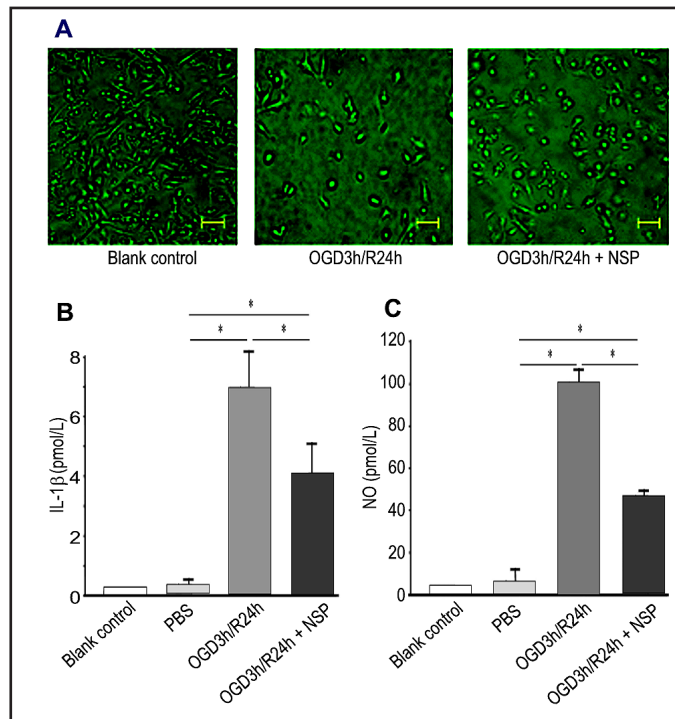 A
Blank control
OGD3h/R24h
OGD3h/R24h + NSP
B
*
*
*
IL-1β (pmol/L)
8
6
4
2
0
Blank control
PBS
OGD3h/R24h
OGD3h/R24h + NSP
C
*
*
*
NO (pmol/L)
120
100
80
60
40
20
0
Blank control
PBS
OGD3h/R24h
OGD3h/R24h + NSP